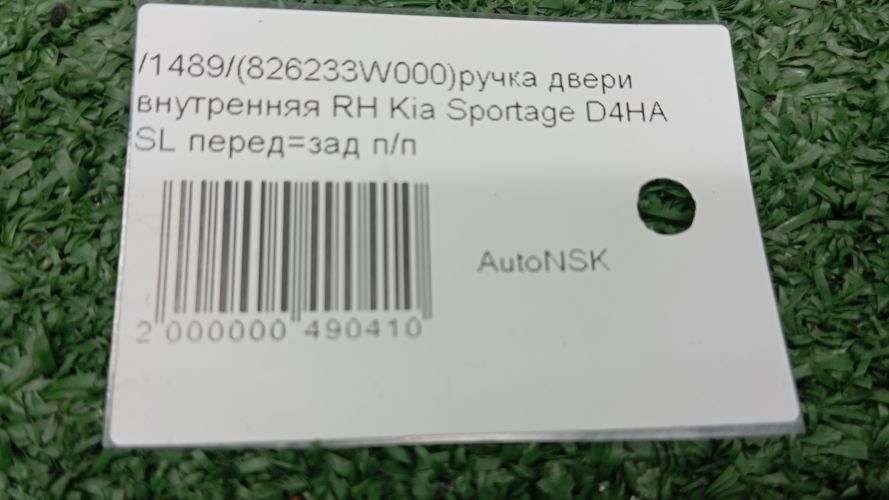 /1489/(826233W000)ручка двери
внутренняя RH Kia Sportage D4HA
SL перед=зад п/п
AutoNSK
2 000000 490410